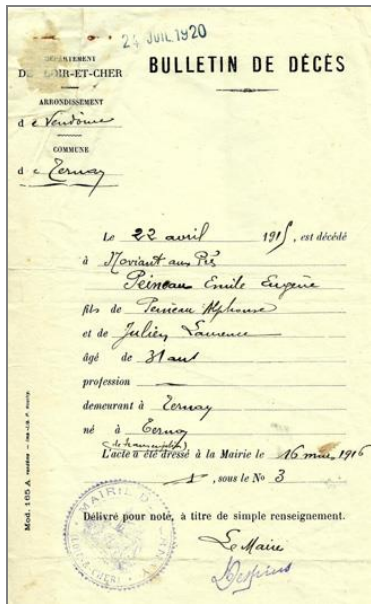 24 JUIL 1920
DÉPARTEMENT
DE LOIR-ET-CHER
BULLETIN DE DÉCÈS
ARRONDISSEMENT
de Vendôme
COMMUNE
de Ternay
Le 22 avril 1915, est décédé
à Noviant aux Prés
Peineau Emile Eugène
fils de Peineau Alphonse
et de Julien Laurence
âgé de 31 ans
profession —
demeurant à Ternay
né à Ternay
(de transcription)
L'acte a été dressé à la Mairie le 16 mars 1916
, sous le No 3
Délivré pour note, à titre de simple renseignement.
Le Maire
MAIRIE D
(LOIR-&-CHER)
Mod. 165 A